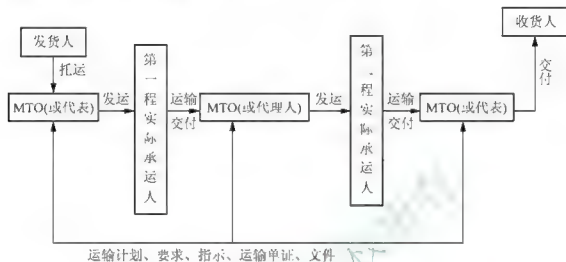 发货人
收货人
托运
交付
MTO(或代表)
发运
第一程实际承运人
运输
交付
MTO(或代理人)
发运
第 程实际承运人
运输
交付
MTO(或代表)
运输计划、要求、指示、运输单证、文件